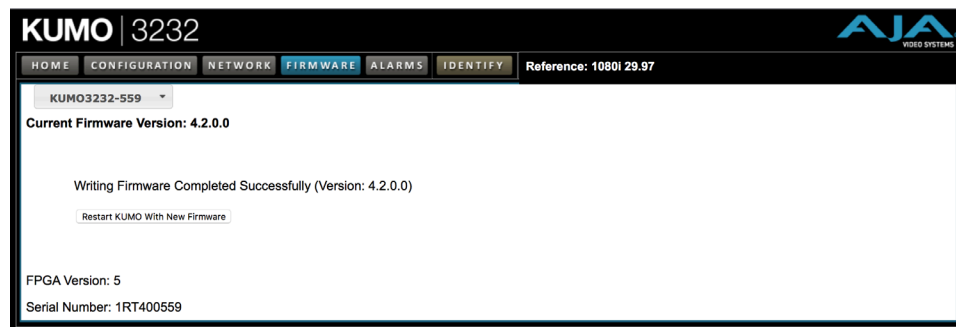 KUMO | 3232
AJA
VIDEO SYSTEMS
HOME CONFIGURATION NETWORK FIRMWARE ALARMS IDENTIFY Reference: 1080i 29.97
KUMO3232-559
Current Firmware Version: 4.2.0.0
Writing Firmware Completed Successfully (Version: 4.2.0.0)
Restart KUMO With New Firmware
FPGA Version: 5
Serial Number: 1RT400559